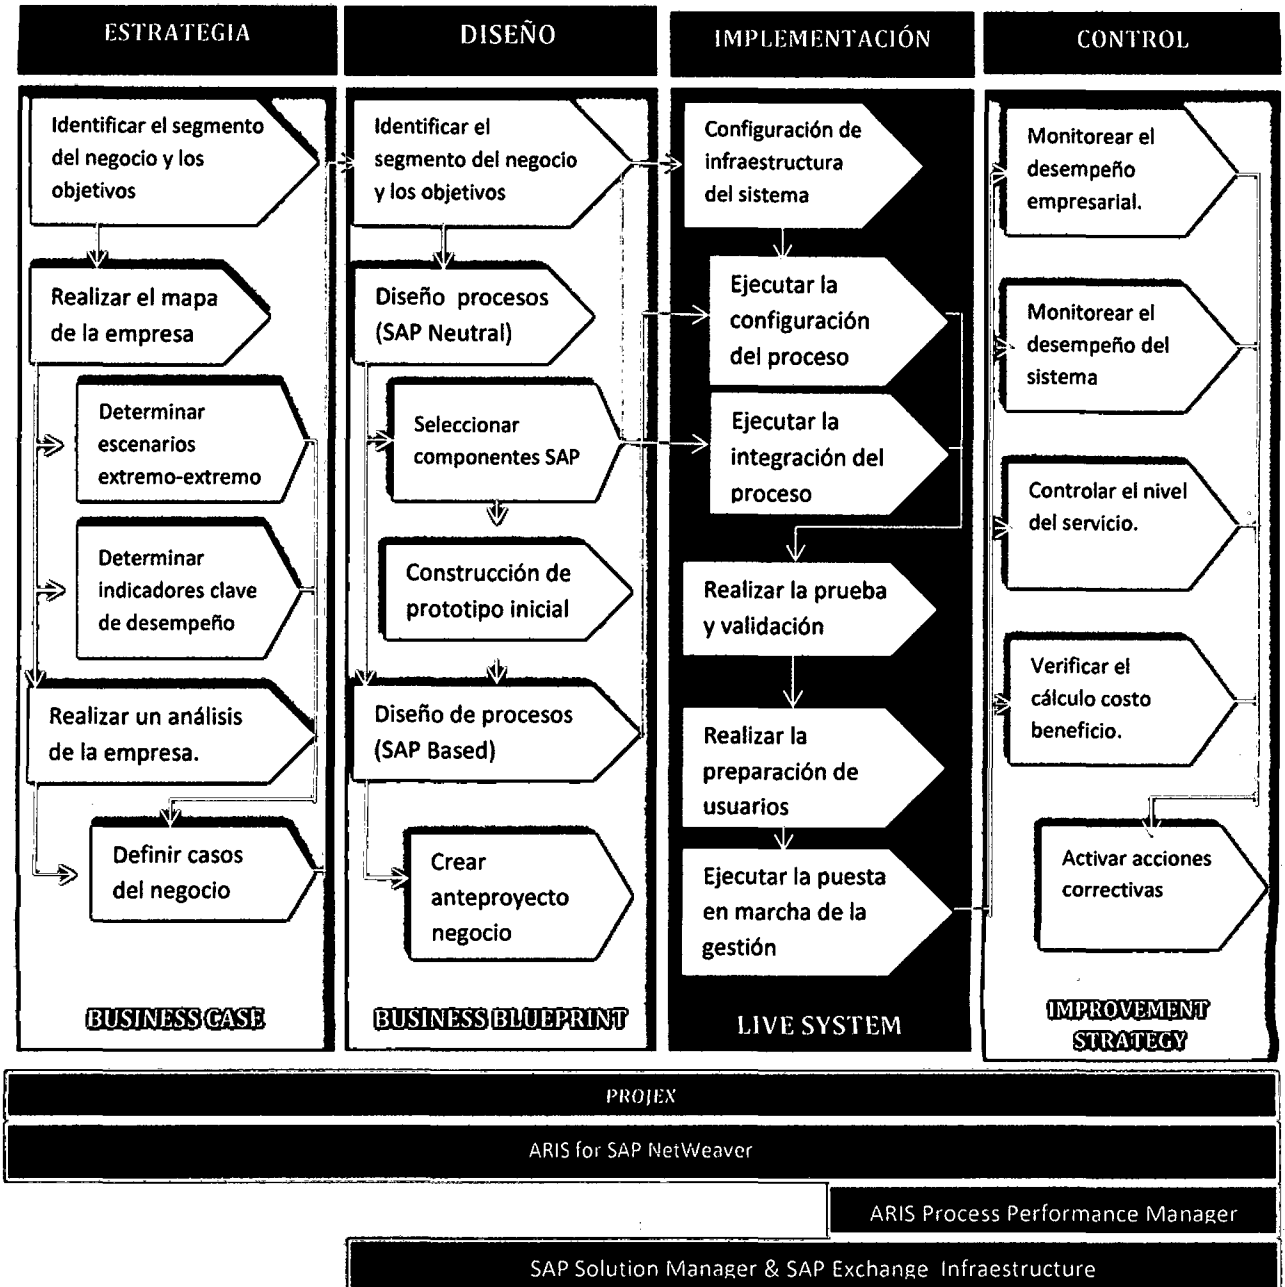 ESTRATEGIA
Identificar el segmento
del negocio y los
objetivos
Realizar el mapa
de la empresa
Determinar
escenarios
extremo-extremo
Determinar
indicadores clave
de desempeño
Realizar un análisis
de la empresa.
Definir casos
del negocio
BUSINESS CASE
DISEÑO
Identificar el
segmento del negocio
y los objetivos
Diseño procesos
(SAP Neutral)
Seleccionar
componentes SAP
Construcción de
prototipo inicial
Diseño de procesos
(SAP Based)
Crear
anteproyecto
negocio
BUSINESS BLUEPRINT
IMPLEMENTACIÓN
Configuración de
infraestructura
del sistema
Ejecutar la
configuración
del proceso
Ejecutar la
integración del
proceso
Realizar la prueba
y validación
Realizar la
preparación de
usuarios
Ejecutar la puesta
en marcha de la
gestión
LIVE SYSTEM
CONTROL
Monitorear el
desempeño
empresarial.
Monitorear el
desempeño del
sistema
Controlar el nivel
del servicio.
Verificar el
cálculo costo
beneficio.
Activar acciones
correctivas
IMPROVEMENT
STRATEGY
PROJEX
ARIS for SAP NetWeaver
ARIS Process Performance Manager
SAP Solution Manager & SAP Exchange Infraestructure